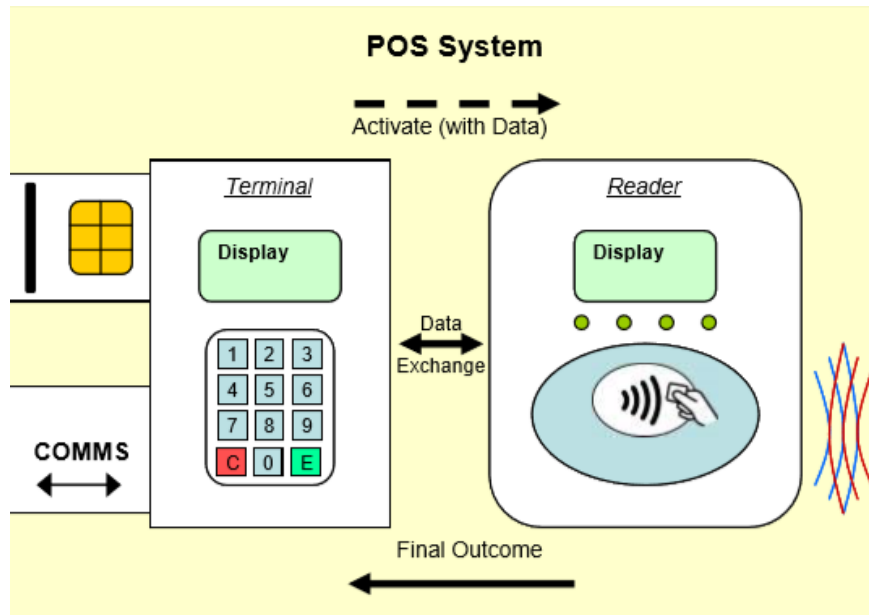 POS System
Activate (with Data)
Terminal
Reader
Display
Display
1 2 3
4 5 6
7 8 9
C 0 E
Data
Exchange
COMMS
Final Outcome